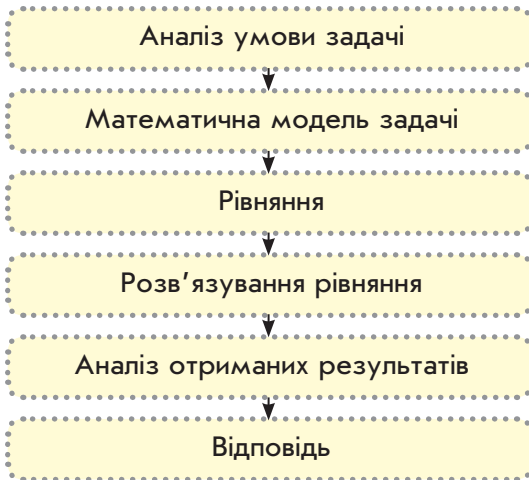 Аналіз умови задачі
Математична модель задачі
Рівняння
Розв'язування рівняння
Аналіз отриманих результатів
Відповідь